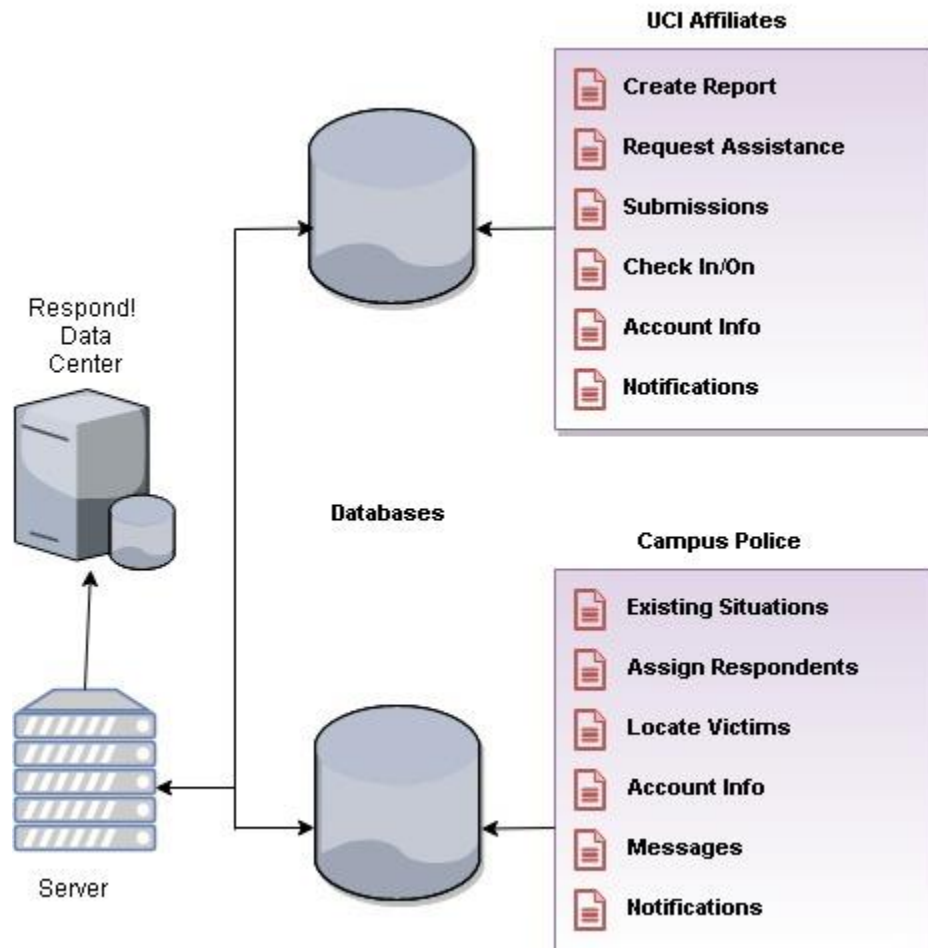 UCI Affiliates
Create Report
Request Assistance
Submissions
Check In/On
Account Info
Notifications
Respond!
Data
Center
Databases
Campus Police
Existing Situations
Assign Respondents
Locate Victims
Account Info
Messages
Notifications
Server